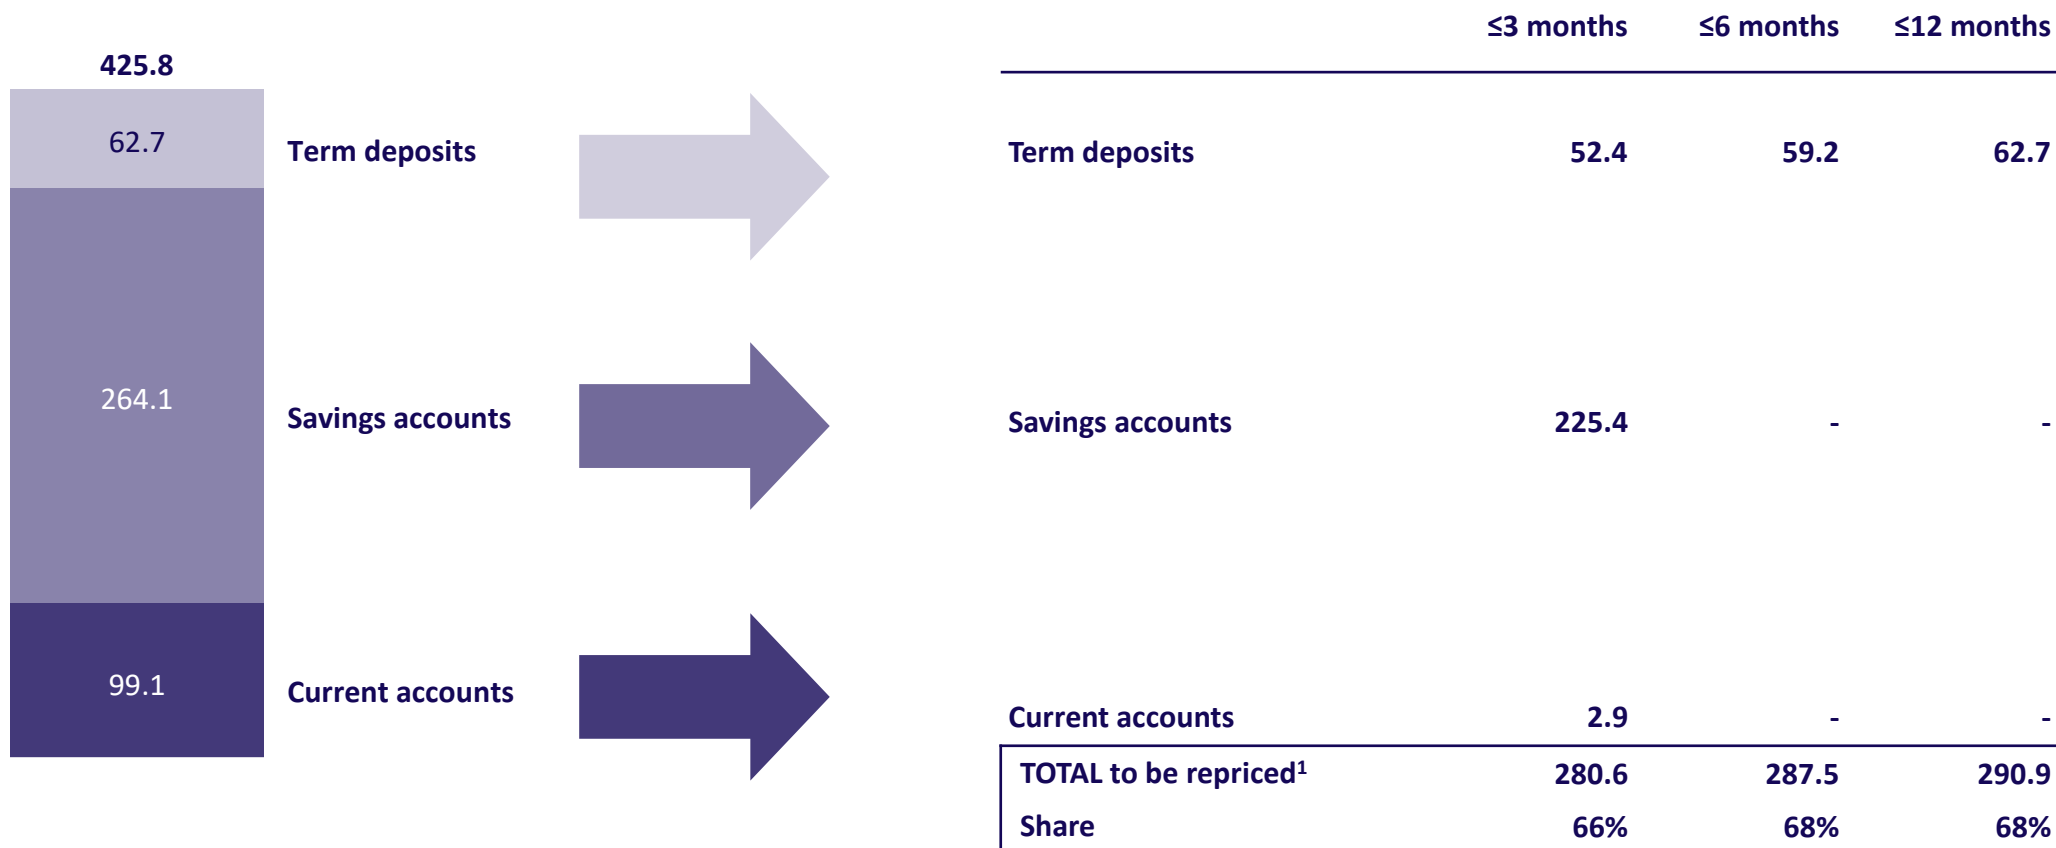 425.8
62.7
Term deposits
264.1
Savings accounts
99.1
Current accounts
≤3 months ≤6 months ≤12 months
Term deposits 52.4 59.2 62.7
Savings accounts 225.4 - -
Current accounts 2.9 - -
TOTAL to be repriced¹ 280.6 287.5 290.9
Share 66% 68% 68%